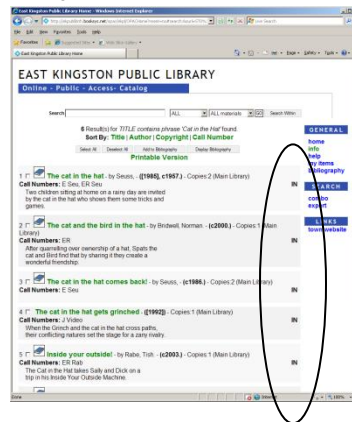 East Kingston Public Library Home - Windows Internet Explorer
File Edit View Favorites Tools Help
Favorites
East Kingston Public Library Home
Page Safety Tools
EAST KINGSTON PUBLIC LIBRARY
Online - Public - Access- Catalog
Search ALL ALL materials GO Search Within
6 Result(s) for TITLE contains phrase 'Cat in the Hat' found.
Sort By: Title | Author | Copyright | Call Number
Select All Deselect All Add to Bibliography Display Bibliography
Printable Version
GENERAL
home
info
help
my items
bibliography
SEARCH
combo
expert
LINKS
town website
1 The cat in the hat - by Seuss, - ([1985], c1957.) - Copies:2 (Main Library)
Call Numbers: E Seu, ER Seu
IN
Two children sitting at home on a rainy day are invited
by the cat in the hat who shows them some tricks and
games.
2 The cat and the bird in the hat - by Bridwell, Norman. - (c2000.) - Copies:1 (Main
Library)
Call Numbers: ER
IN
After quarrelling over ownership of a hat, Spats the
cat and Bird find that by sharing it they create a
wonderful friendship.
3 The cat in the hat comes back! - by Seuss, - (c1986.) - Copies:2 (Main Library)
Call Numbers: E Seu
IN
4 The cat in the hat gets grinched - ([1992]) - Copies:1 (Main Library)
Call Numbers: J Video
IN
When the Grinch and the cat in the hat cross paths,
their conflicting natures set the stage for a zany rivalry.
5 Inside your outside! - by Rabe, Tish. - (c2003.) - Copies:1 (Main Library)
Call Numbers: ER Rab
IN
The Cat in the Hat takes Sally and Dick on a
trip in his Inside Your Outside Machine.
Done
Internet
100%